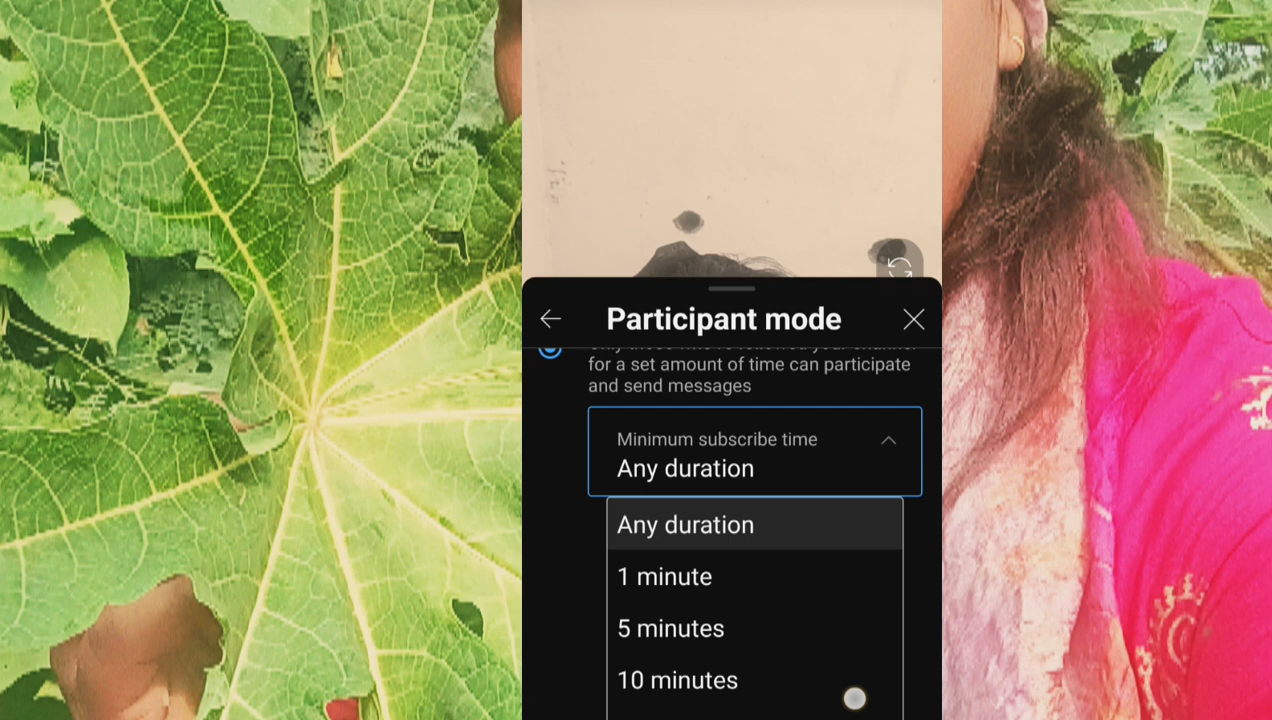 Participant mode
for a set amount of time can participate
and send messages
Minimum subscribe time
Any duration
Any duration
1 minute
5 minutes
10 minutes